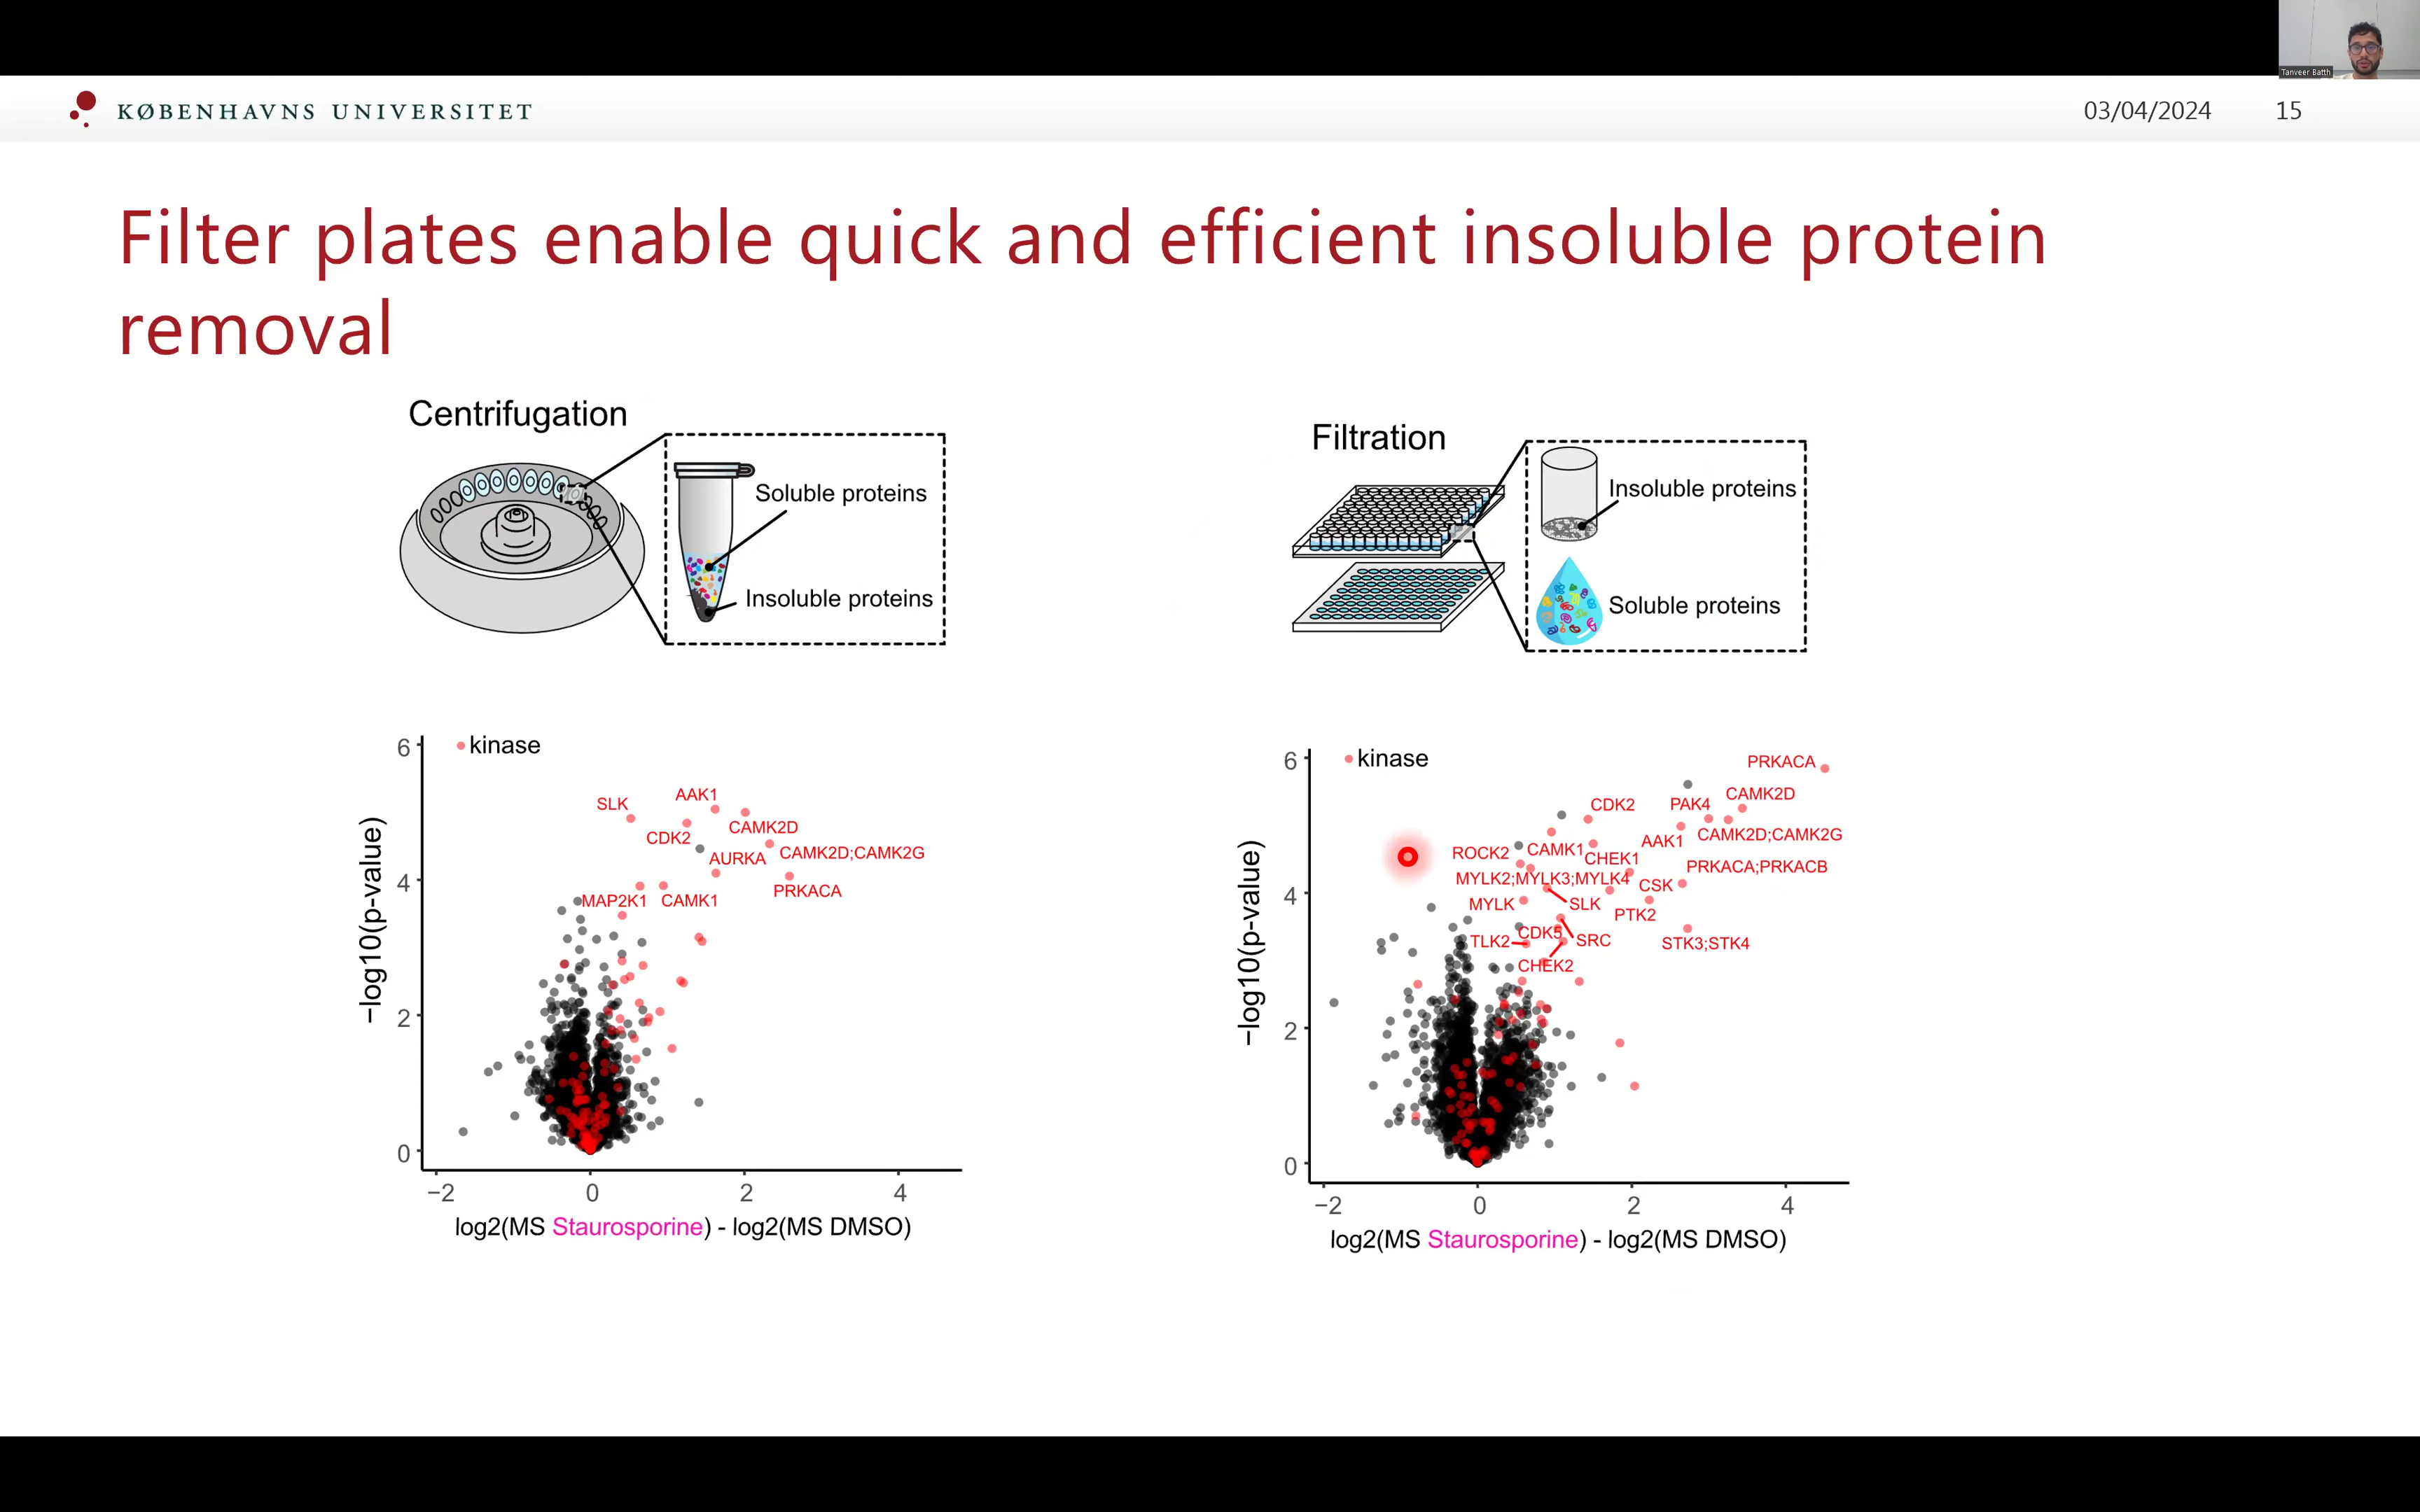 Tanveer Batth
KØBENHAVNS UNIVERSITET
03/04/2024
15
Filter plates enable quick and efficient insoluble protein
removal
Centrifugation
Soluble proteins
Insoluble proteins
Filtration
Insoluble proteins
Soluble proteins
6
4
2
0
−log10(p-value)
kinase
SLK
AAK1
CDK2
CAMK2D
AURKA
CAMK2D;CAMK2G
MAP2K1
CAMK1
PRKACA
−2
0
2
4
log2(MS Staurosporine) - log2(MS DMSO)
6
4
2
0
−log10(p-value)
kinase
PRKACA
CDK2
PAK4
CAMK2D
AAK1
CAMK2D;CAMK2G
ROCK2
CAMK1
CHEK1
PRKACA;PRKACB
MYLK2;MYLK3;MYLK4
CSK
MYLK
SLK
PTK2
TLK2
CDK5
SRC
STK3;STK4
CHEK2
−2
0
2
4
log2(MS Staurosporine) - log2(MS DMSO)